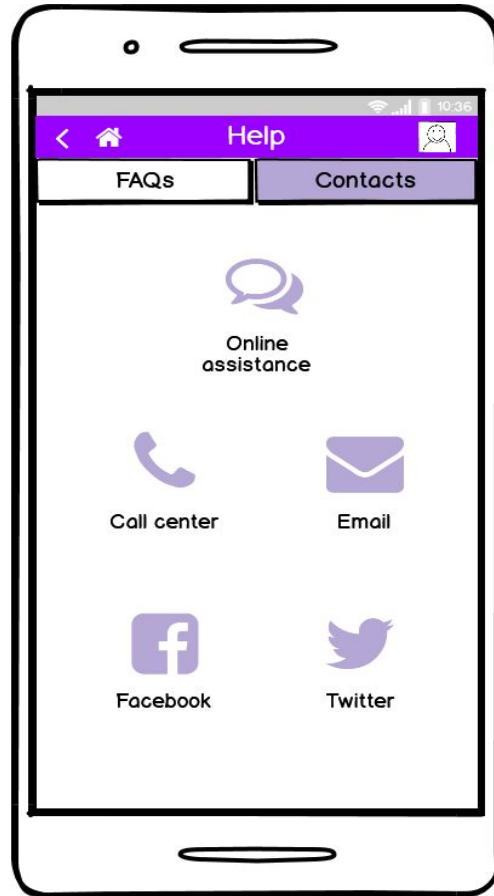 10:36
Help
FAQs
Contacts
Online
assistance
Call center
Email
Facebook
Twitter